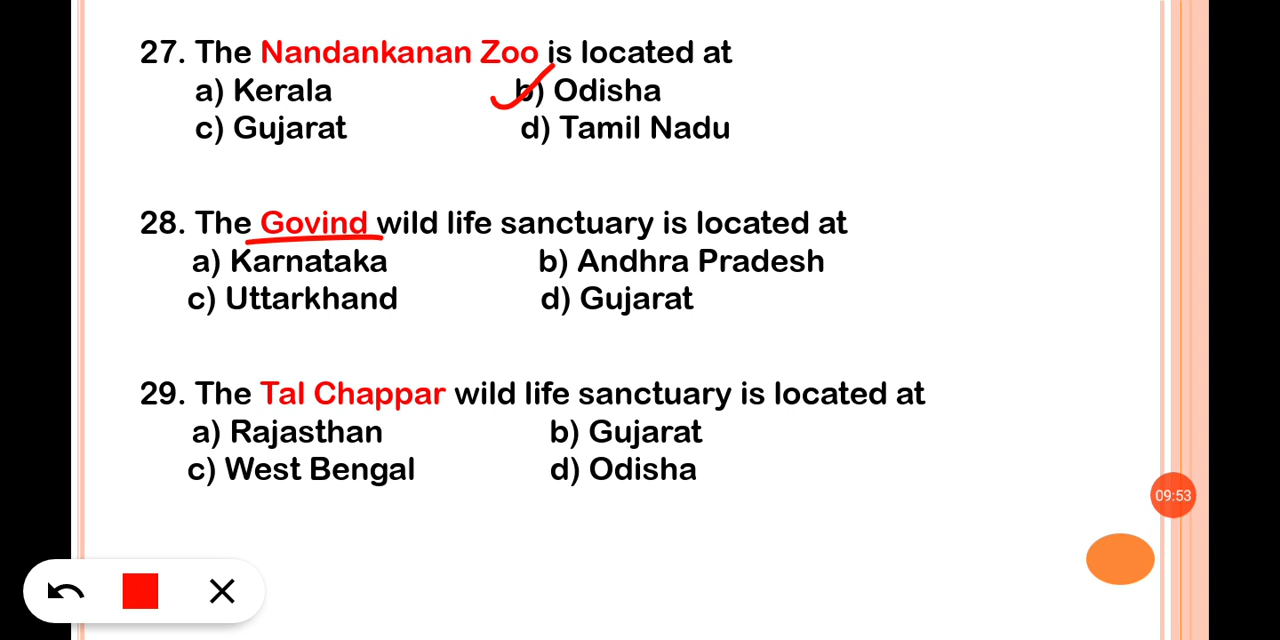 27. The Nandankanan Zoo is located at
a) Kerala b) Odisha
c) Gujarat d) Tamil Nadu
28. The Govind wild life sanctuary is located at
a) Karnataka b) Andhra Pradesh
c) Uttarkhand d) Gujarat
29. The Tal Chappar wild life sanctuary is located at
a) Rajasthan b) Gujarat
c) West Bengal d) Odisha
09:53